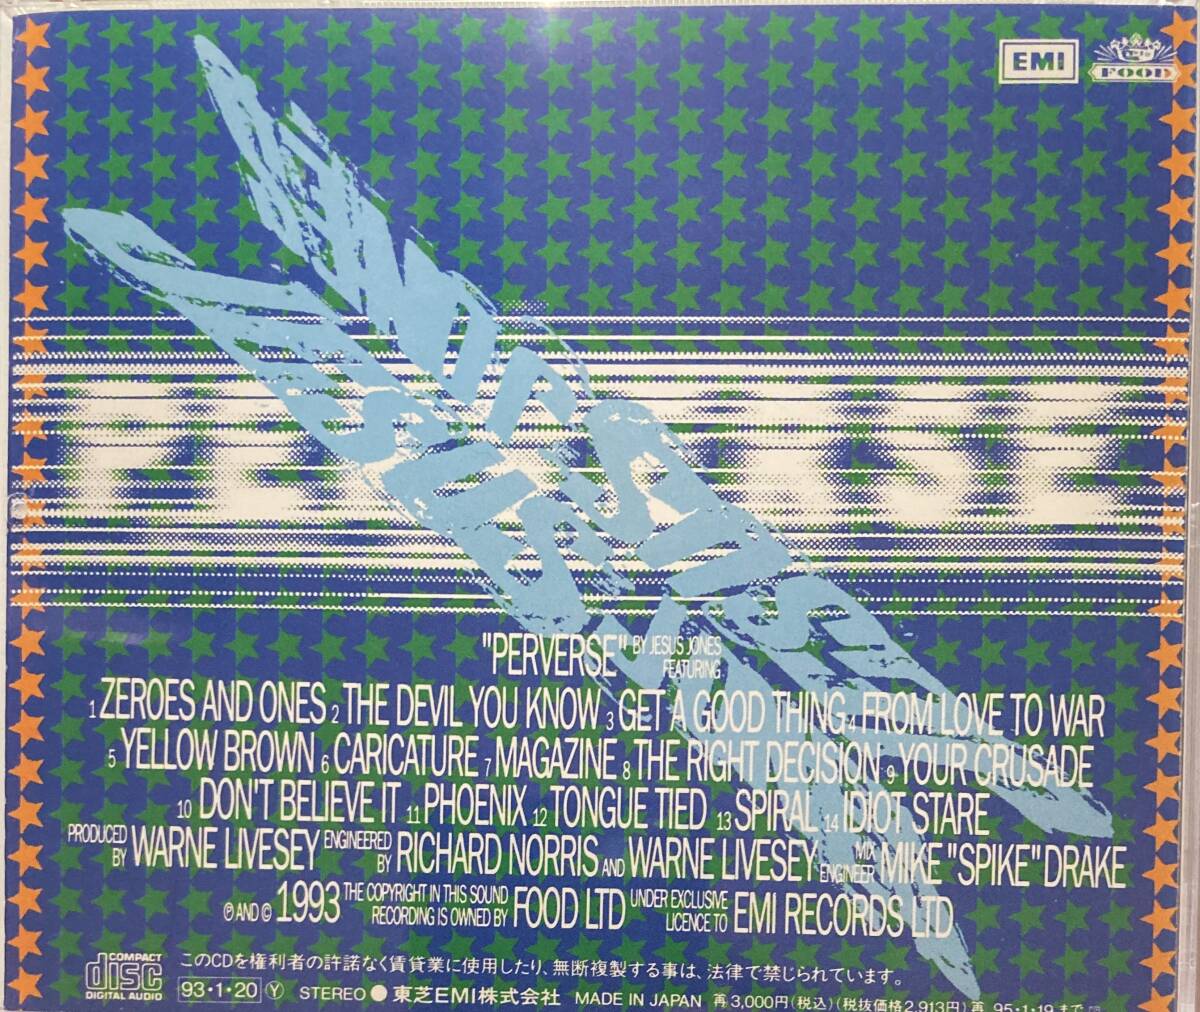 EMI
FOOD
PERVERSE
JESUS JONES
"PERVERSE" BY JESUS JONES FEATURING
1 ZEROES AND ONES 2 THE DEVIL YOU KNOW 3 GET A GOOD THING 4 FROM LOVE TO WAR
5 YELLOW BROWN 6 CARICATURE 7 MAGAZINE 8 THE RIGHT DECISION 9 YOUR CRUSADE
10 DON'T BELIEVE IT 11 PHOENIX 12 TONGUE TIED 13 SPIRAL 14 IDIOT STARE
PRODUCED BY WARNE LIVESEY ENGINEERED BY RICHARD NORRIS AND WARNE LIVESEY MIX ENGINEER MIKE "SPIKE" DRAKE
℗ AND © 1993 THE COPYRIGHT IN THIS SOUND RECORDING IS OWNED BY FOOD LTD UNDER EXCLUSIVE LICENCE TO EMI RECORDS LTD
COMPACT disc DIGITAL AUDIO
このCDを権利者の許諾なく賃貸業に使用したり、無断複製する事は、法律で禁じられています。
93・1・20 Ⓨ STEREO ● 東芝EMI株式会社 MADE IN JAPAN 再 3,000円(税込)(税抜価格2,913円)再 95・1・19まで